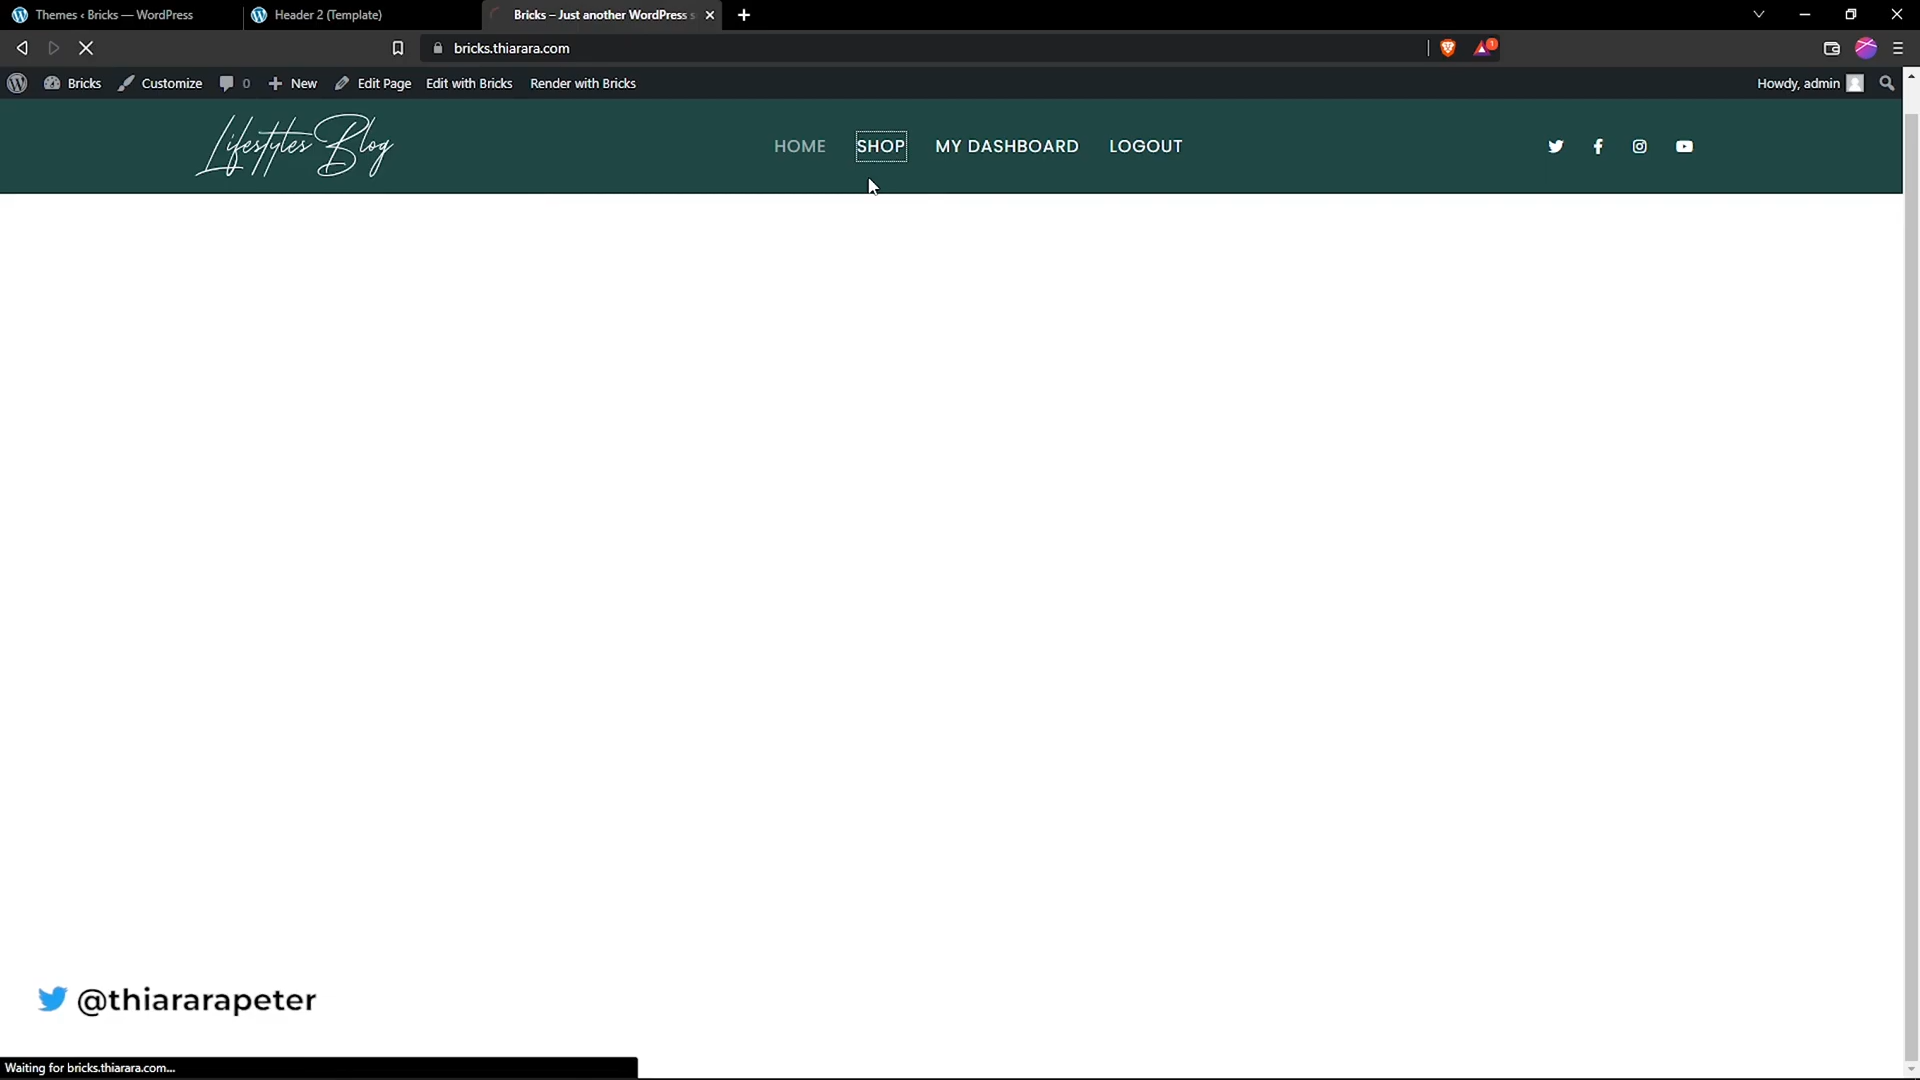 Themes ‹ Bricks — WordPress
Header 2 (Template)
Bricks – Just another WordPress s
bricks.thiarara.com
1
Bricks
Customize
0
New
Edit Page
Edit with Bricks
Render with Bricks
Howdy, admin
Lifestytes Blog
HOME
SHOP
MY DASHBOARD
LOGOUT
@thiararapeter
Waiting for bricks.thiarara.com...